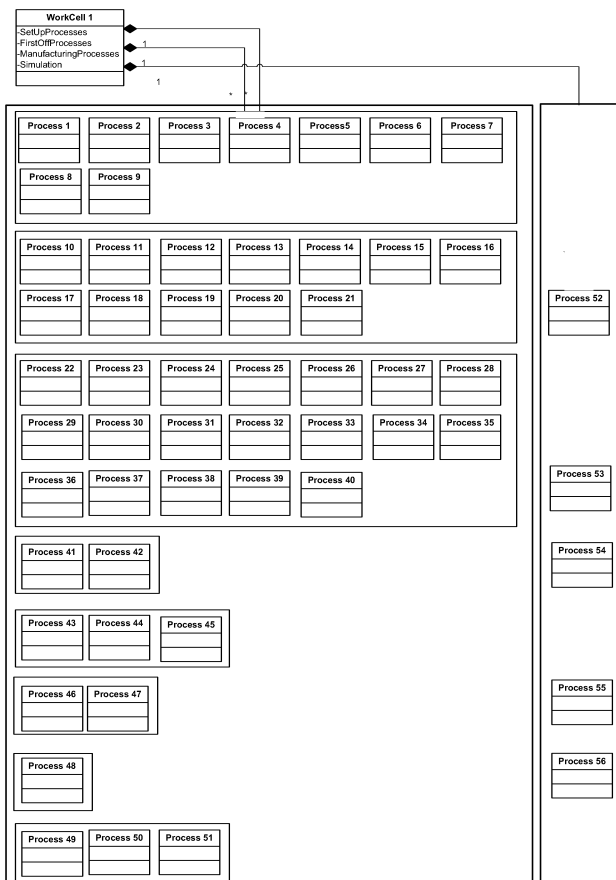 WorkCell 1
-SetUpProcesses
-FirstOffProcesses
-ManufacturingProcesses
-Simulation
1
1
1
* *
Process 1 Process 2 Process 3 Process 4 Process5 Process 6 Process 7
Process 8 Process 9
Process 10 Process 11 Process 12 Process 13 Process 14 Process 15 Process 16
Process 17 Process 18 Process 19 Process 20 Process 21
Process 52
Process 22 Process 23 Process 24 Process 25 Process 26 Process 27 Process 28
Process 29 Process 30 Process 31 Process 32 Process 33 Process 34 Process 35
Process 36 Process 37 Process 38 Process 39 Process 40
Process 53
Process 41 Process 42
Process 54
Process 43 Process 44 Process 45
Process 46 Process 47
Process 55
Process 48
Process 56
Process 49 Process 50 Process 51